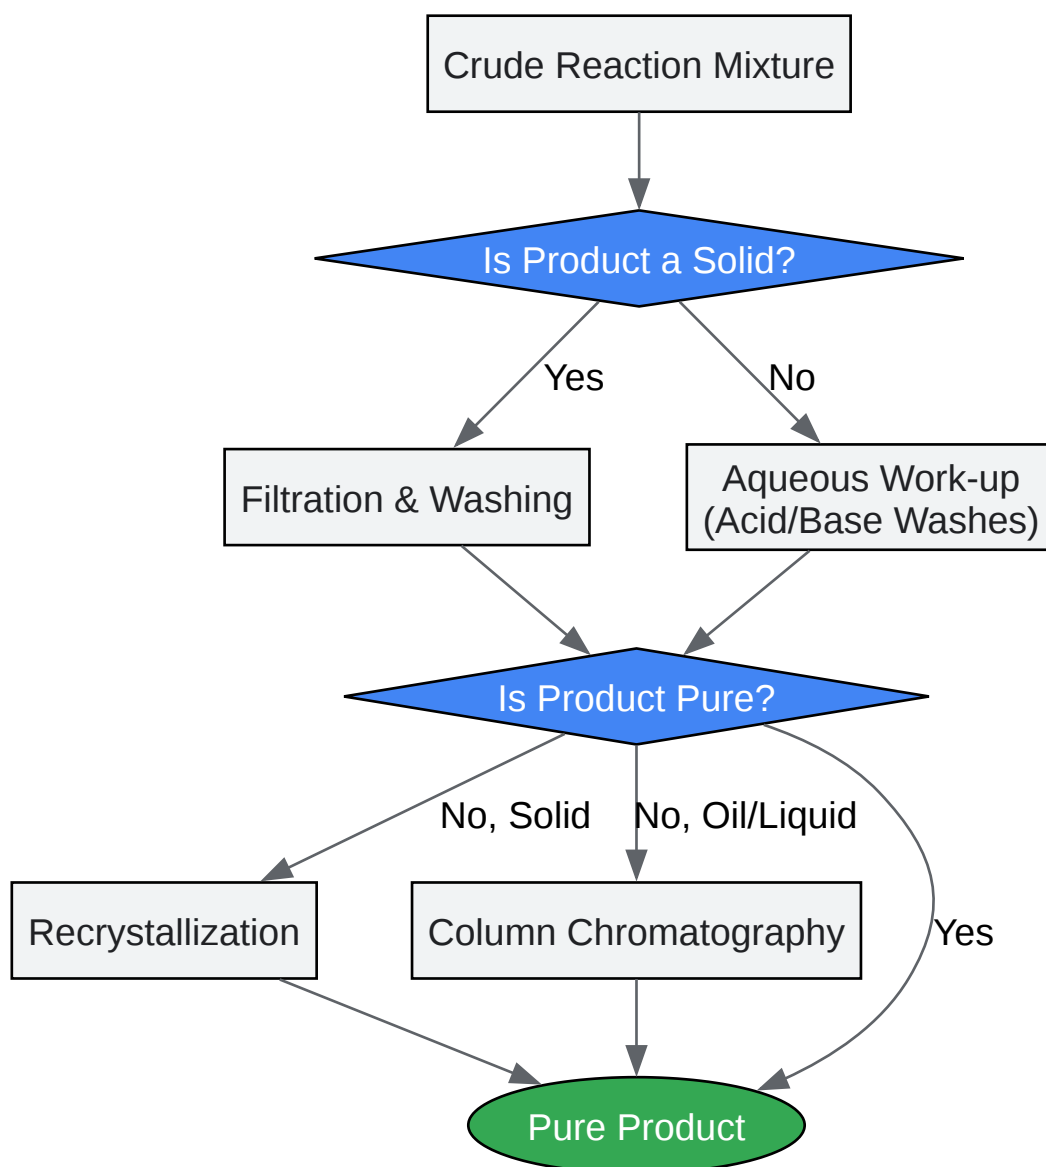 Crude Reaction Mixture
Is Product a Solid?
Yes
No
Filtration & Washing
Aqueous Work-up
(Acid/Base Washes)
Is Product Pure?
No, Solid
No, Oil/Liquid
Recrystallization
Column Chromatography
Yes
Pure Product